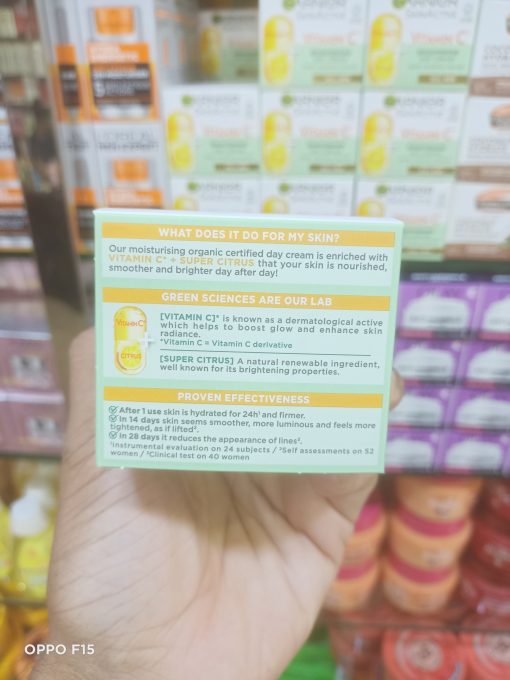 GARNIER
GARNIER
VITAMIN C
VITAMIN C
WHAT DOES IT DO FOR MY SKIN?
Our moisturising organic certified day cream is enriched with
VITAMIN C* + SUPER CITRUS that your skin is nourished,
smoother and brighter day after day!
GREEN SCIENCES ARE OUR LAB
[VITAMIN C]* is known as a dermatological active
which helps to boost glow and enhance skin
radiance.
*Vitamin C = Vitamin C derivative
Vitamin C*
+
CITRUS
[SUPER CITRUS] A natural renewable ingredient,
well known for its brightening properties.
PROVEN EFFECTIVENESS
After 1 use skin is hydrated for 24h¹ and firmer.
In 14 days skin seems smoother, more luminous and feels more
tightened, as if lifted².
In 28 days it reduces the appearance of lines³.
¹Instrumental evaluation on 24 subjects / ²Self assessments on 52
women / ³Clinical test on 40 women
OPPO F15